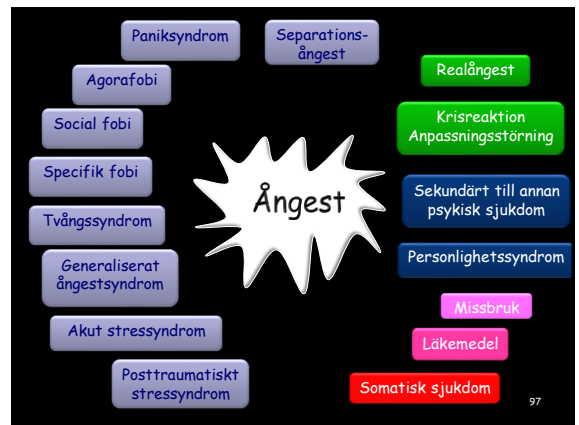 Paniksyndrom
Separations-
ångest
Agorafobi
Realångest
Social fobi
Krisreaktion
Anpassningsstörning
Specifik fobi
Ångest
Sekundärt till annan
psykisk sjukdom
Tvångssyndrom
Generaliserat
ångestsyndrom
Personlighetssyndrom
Missbruk
Akut stressyndrom
Läkemedel
Posttraumatiskt
stressyndrom
Somatisk sjukdom
97